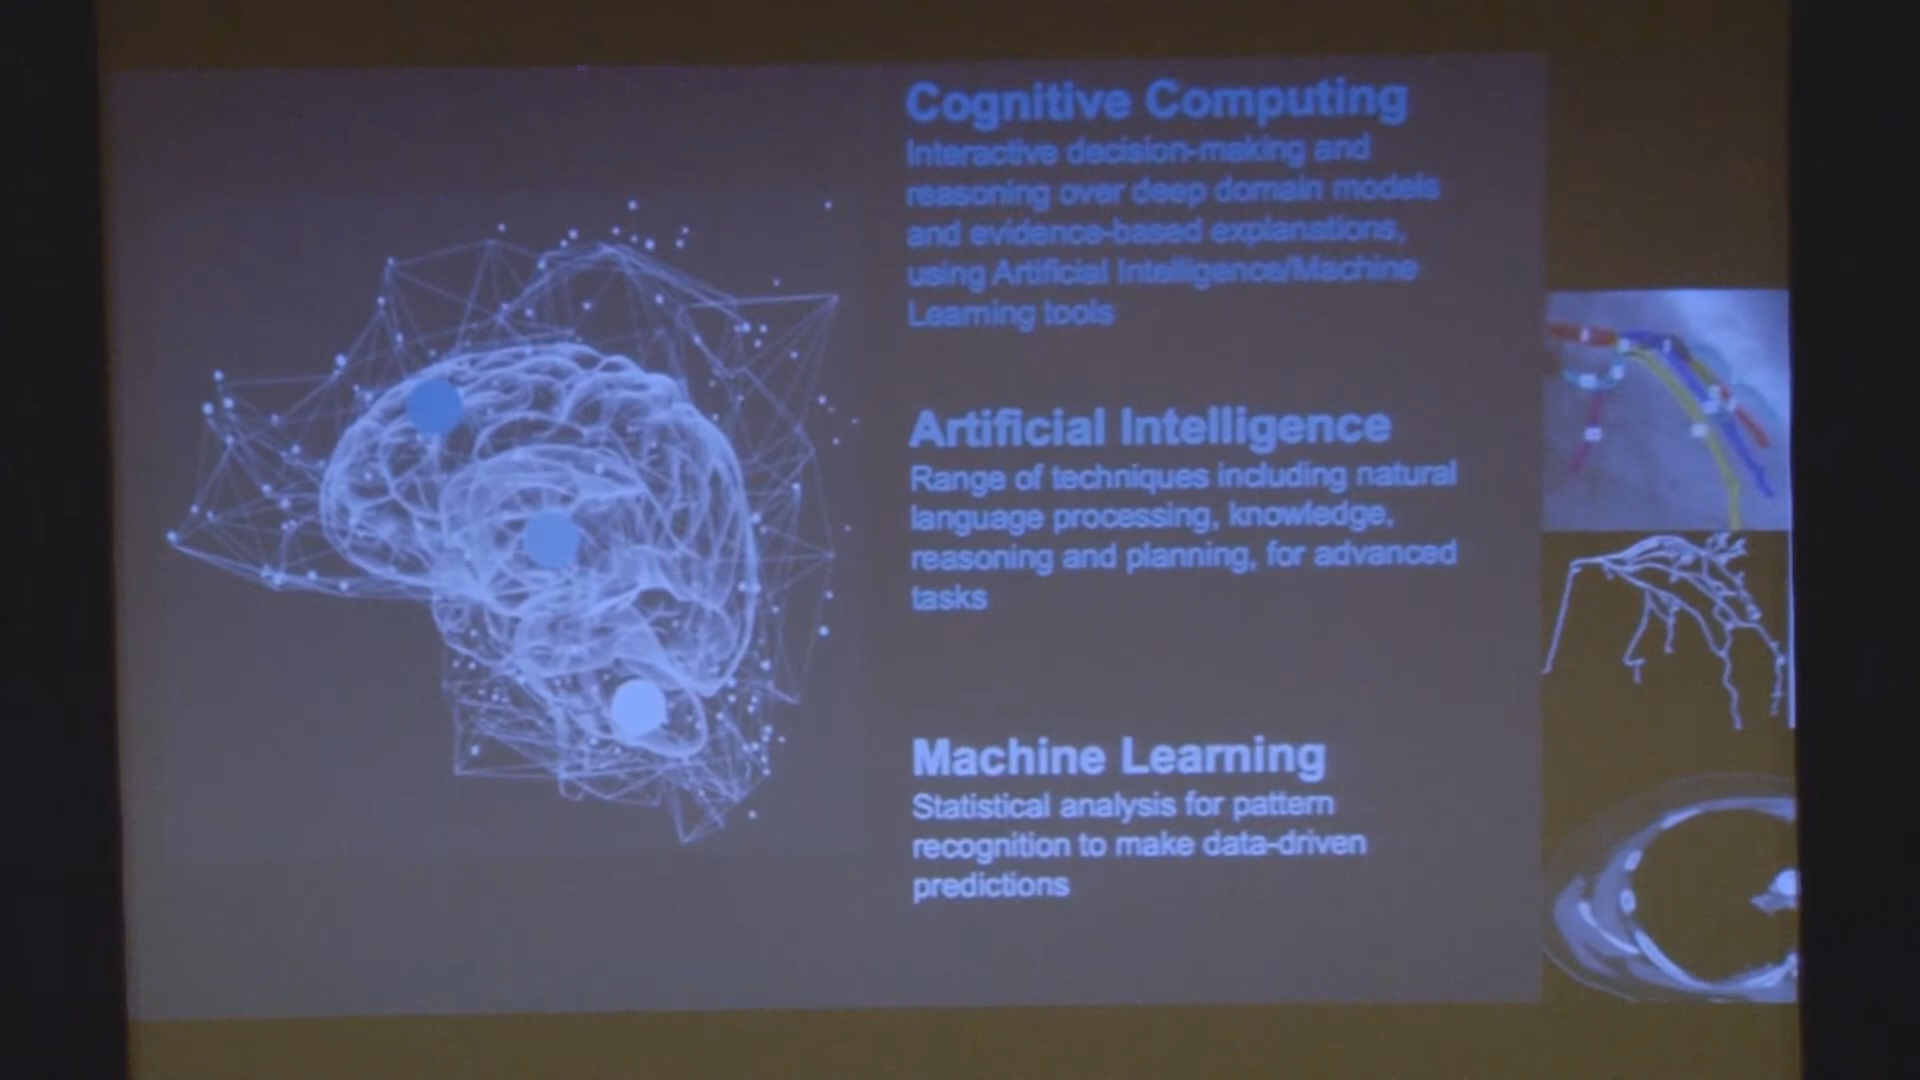 Cognitive Computing
Interactive decision-making and
reasoning over deep domain models
and evidence-based explanations,
using Artificial Intelligence/Machine
Learning tools
Artificial Intelligence
Range of techniques including natural
language processing, knowledge,
reasoning and planning, for advanced
tasks
Machine Learning
Statistical analysis for pattern
recognition to make data-driven
predictions